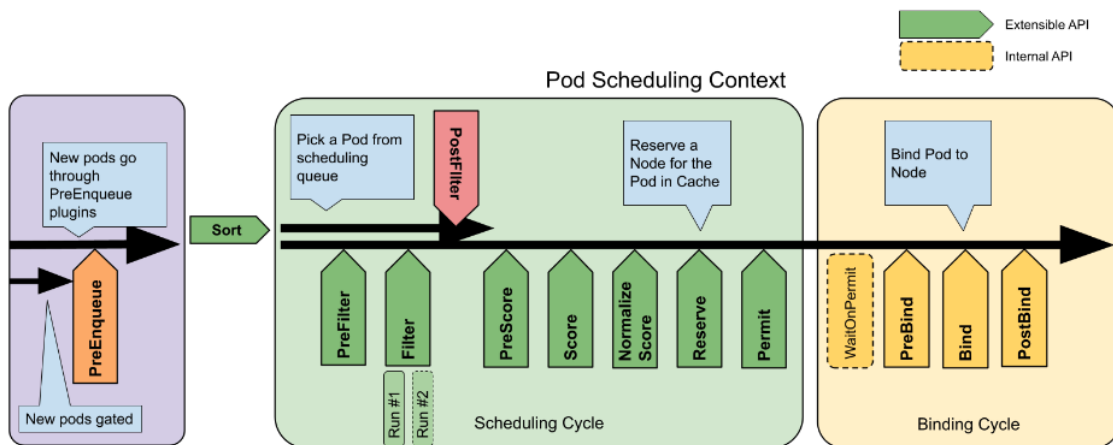 Extensible API
Internal API
Pod Scheduling Context
New pods go
through
PreEnqueue
plugins
PreEnqueue
New pods gated
Sort
Pick a Pod from
scheduling
queue
PostFilter
Reserve a
Node for the
Pod in Cache
PreFilter
Filter
Run #1
Run #2
PreScore
Score
Normalize
Score
Reserve
Permit
Scheduling Cycle
Bind Pod to
Node
WaitOnPermit
PreBind
Bind
PostBind
Binding Cycle